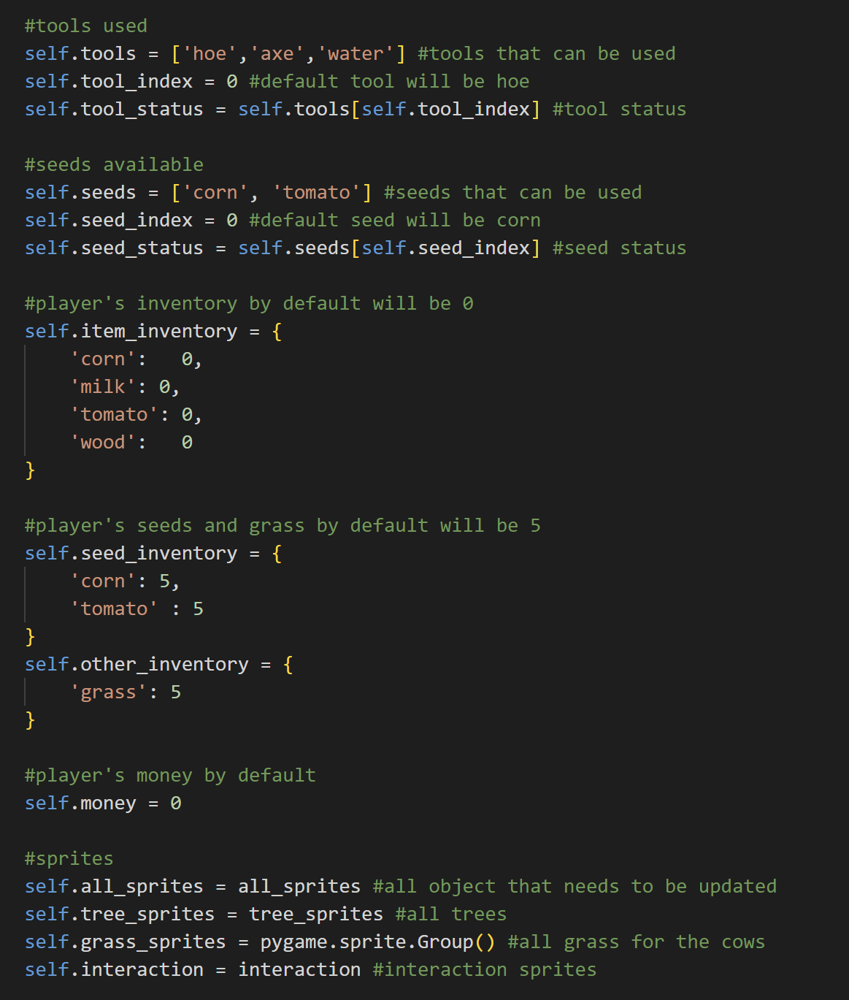 #tools used
self.tools = ['hoe','axe','water'] #tools that can be used
self.tool_index = 0 #default tool will be hoe
self.tool_status = self.tools[self.tool_index] #tool status
#seeds available
self.seeds = ['corn', 'tomato'] #seeds that can be used
self.seed_index = 0 #default seed will be corn
self.seed_status = self.seeds[self.seed_index] #seed status
#player's inventory by default will be 0
self.item_inventory = {
    'corn':   0,
    'milk': 0,
    'tomato': 0,
    'wood':   0
}
#player's seeds and grass by default will be 5
self.seed_inventory = {
    'corn': 5,
    'tomato' : 5
}
self.other_inventory = {
    'grass': 5
}
#player's money by default
self.money = 0
#sprites
self.all_sprites = all_sprites #all object that needs to be updated
self.tree_sprites = tree_sprites #all trees
self.grass_sprites = pygame.sprite.Group() #all grass for the cows
self.interaction = interaction #interaction sprites